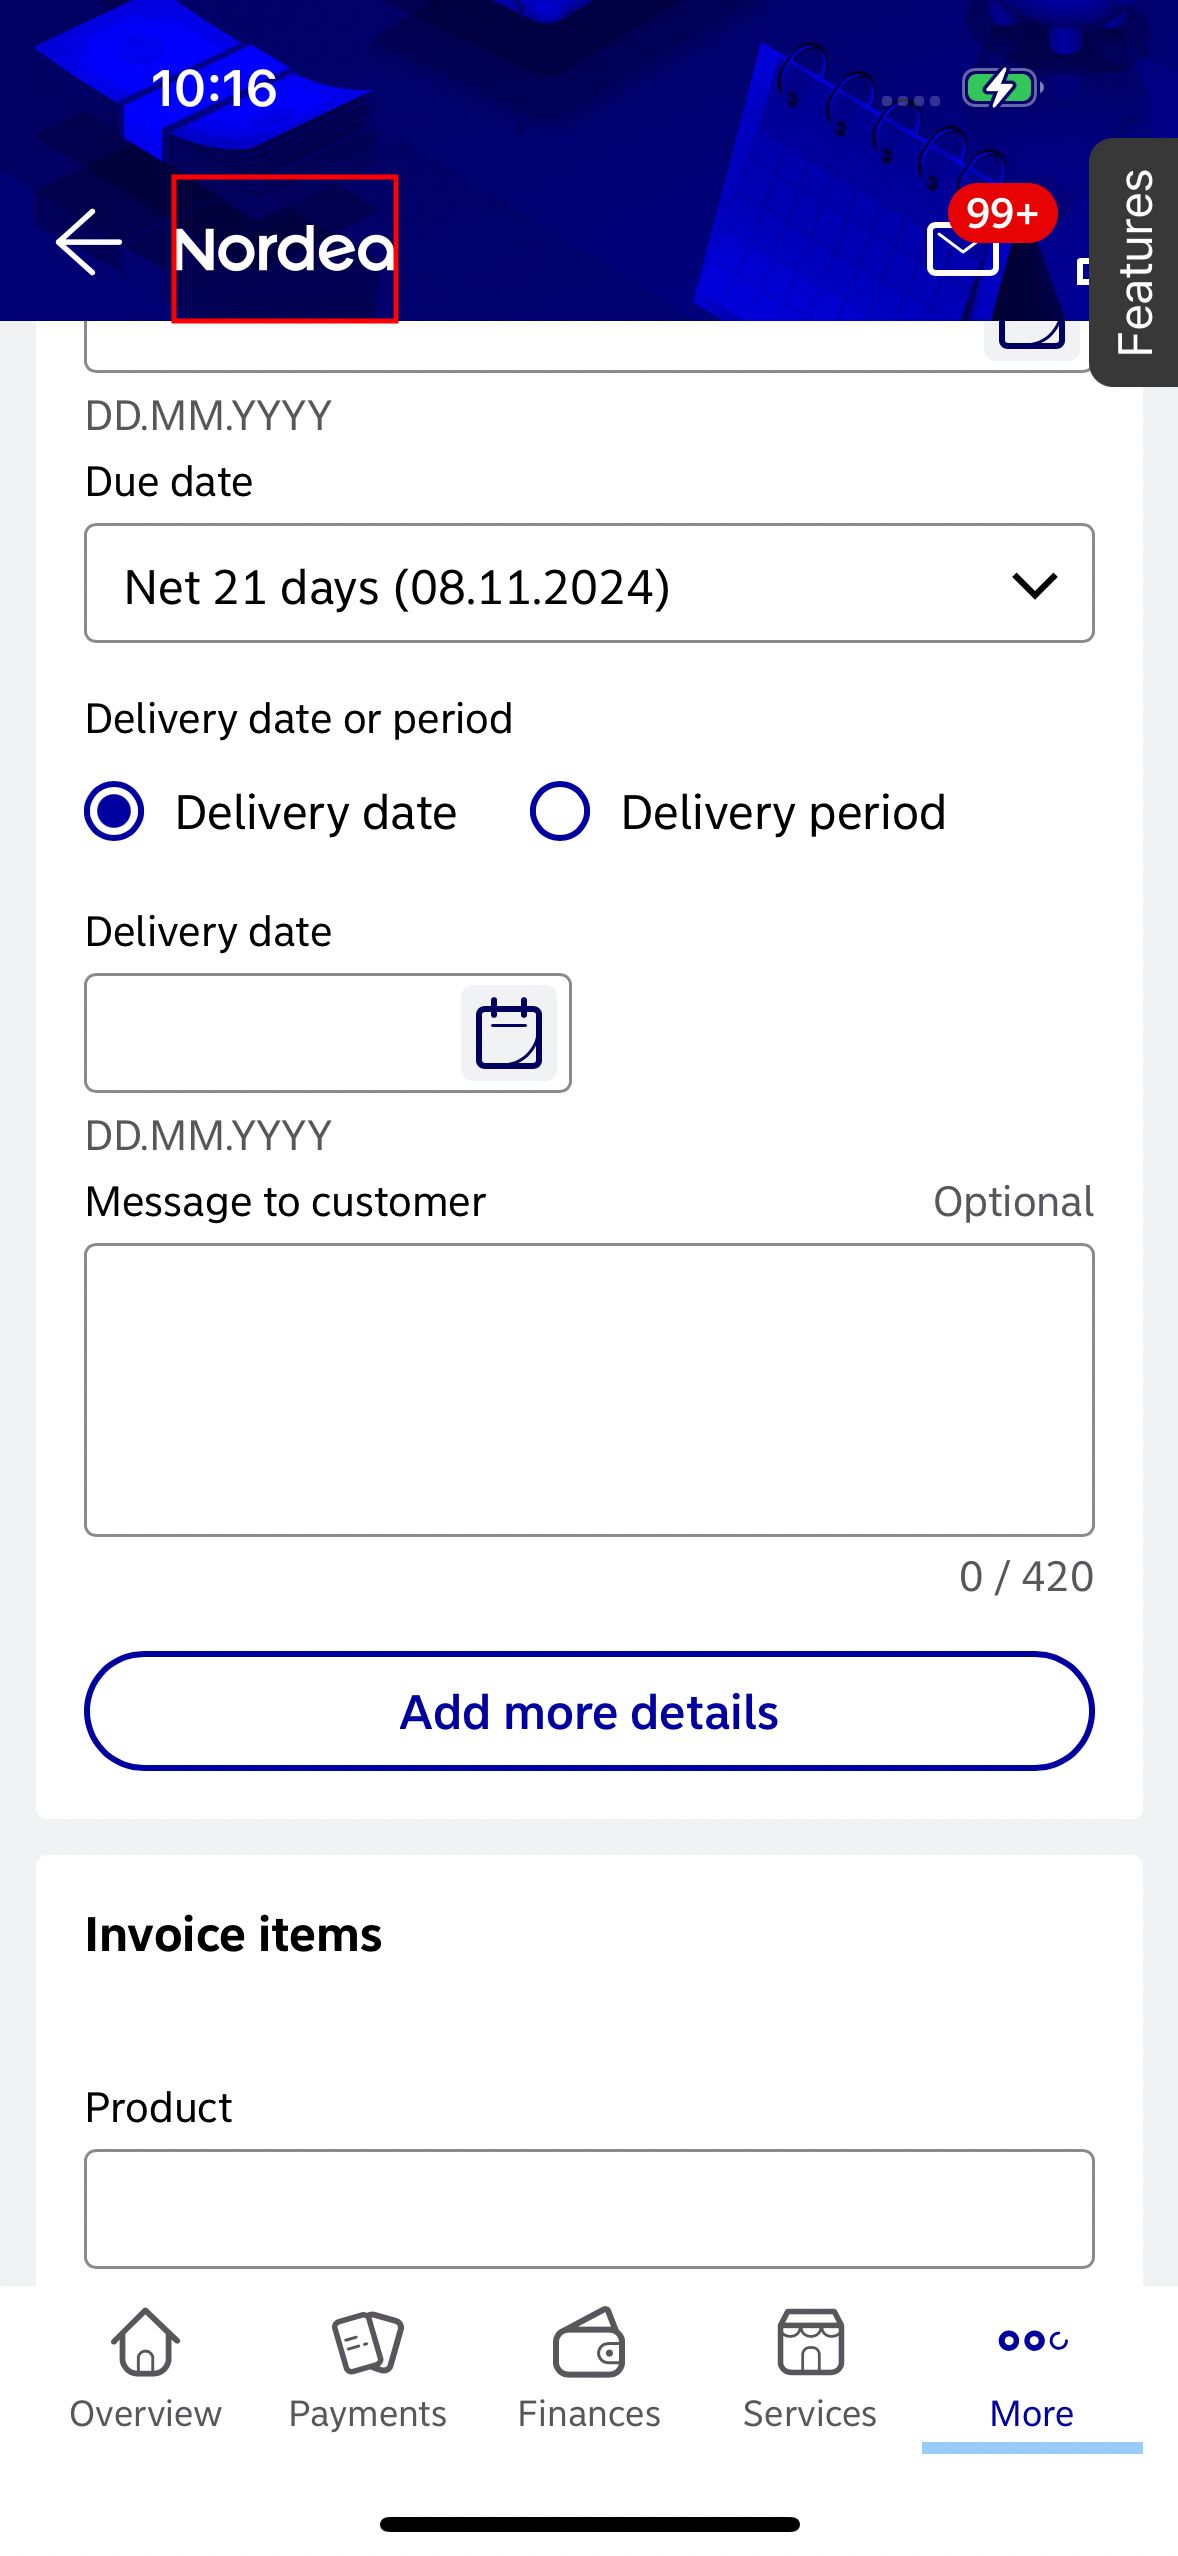 10:16
Nordea
99+
Features
DD.MM.YYYY
Due date
Net 21 days (08.11.2024)
Delivery date or period
Delivery date
Delivery period
Delivery date
DD.MM.YYYY
Message to customer
Optional
0 / 420
Add more details
Invoice items
Product
Overview
Payments
Finances
Services
More